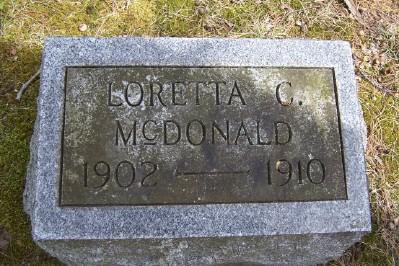 LORETTA C.
McDONALD
1902 — 1910